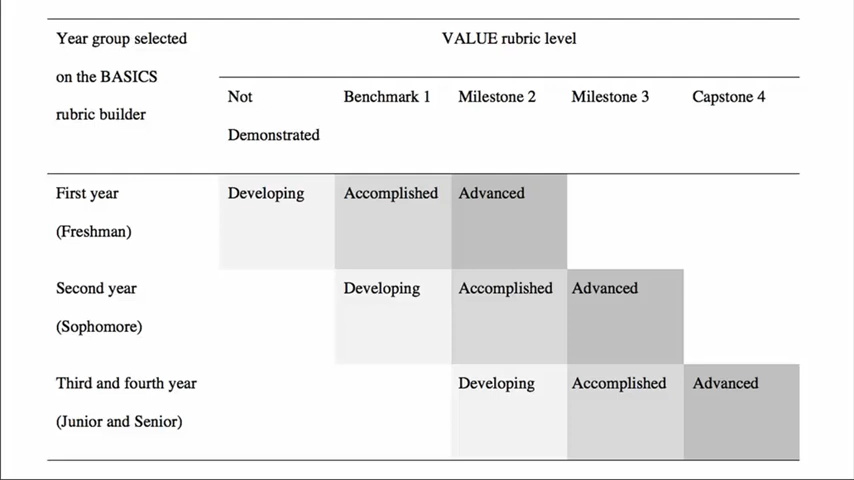 Year group selected
on the BASICS
rubric builder
VALUE rubric level
Not
Demonstrated
Benchmark 1
Milestone 2
Milestone 3
Capstone 4
First year
(Freshman)
Developing
Accomplished
Advanced
Second year
(Sophomore)
Developing
Accomplished
Advanced
Third and fourth year
(Junior and Senior)
Developing
Accomplished
Advanced